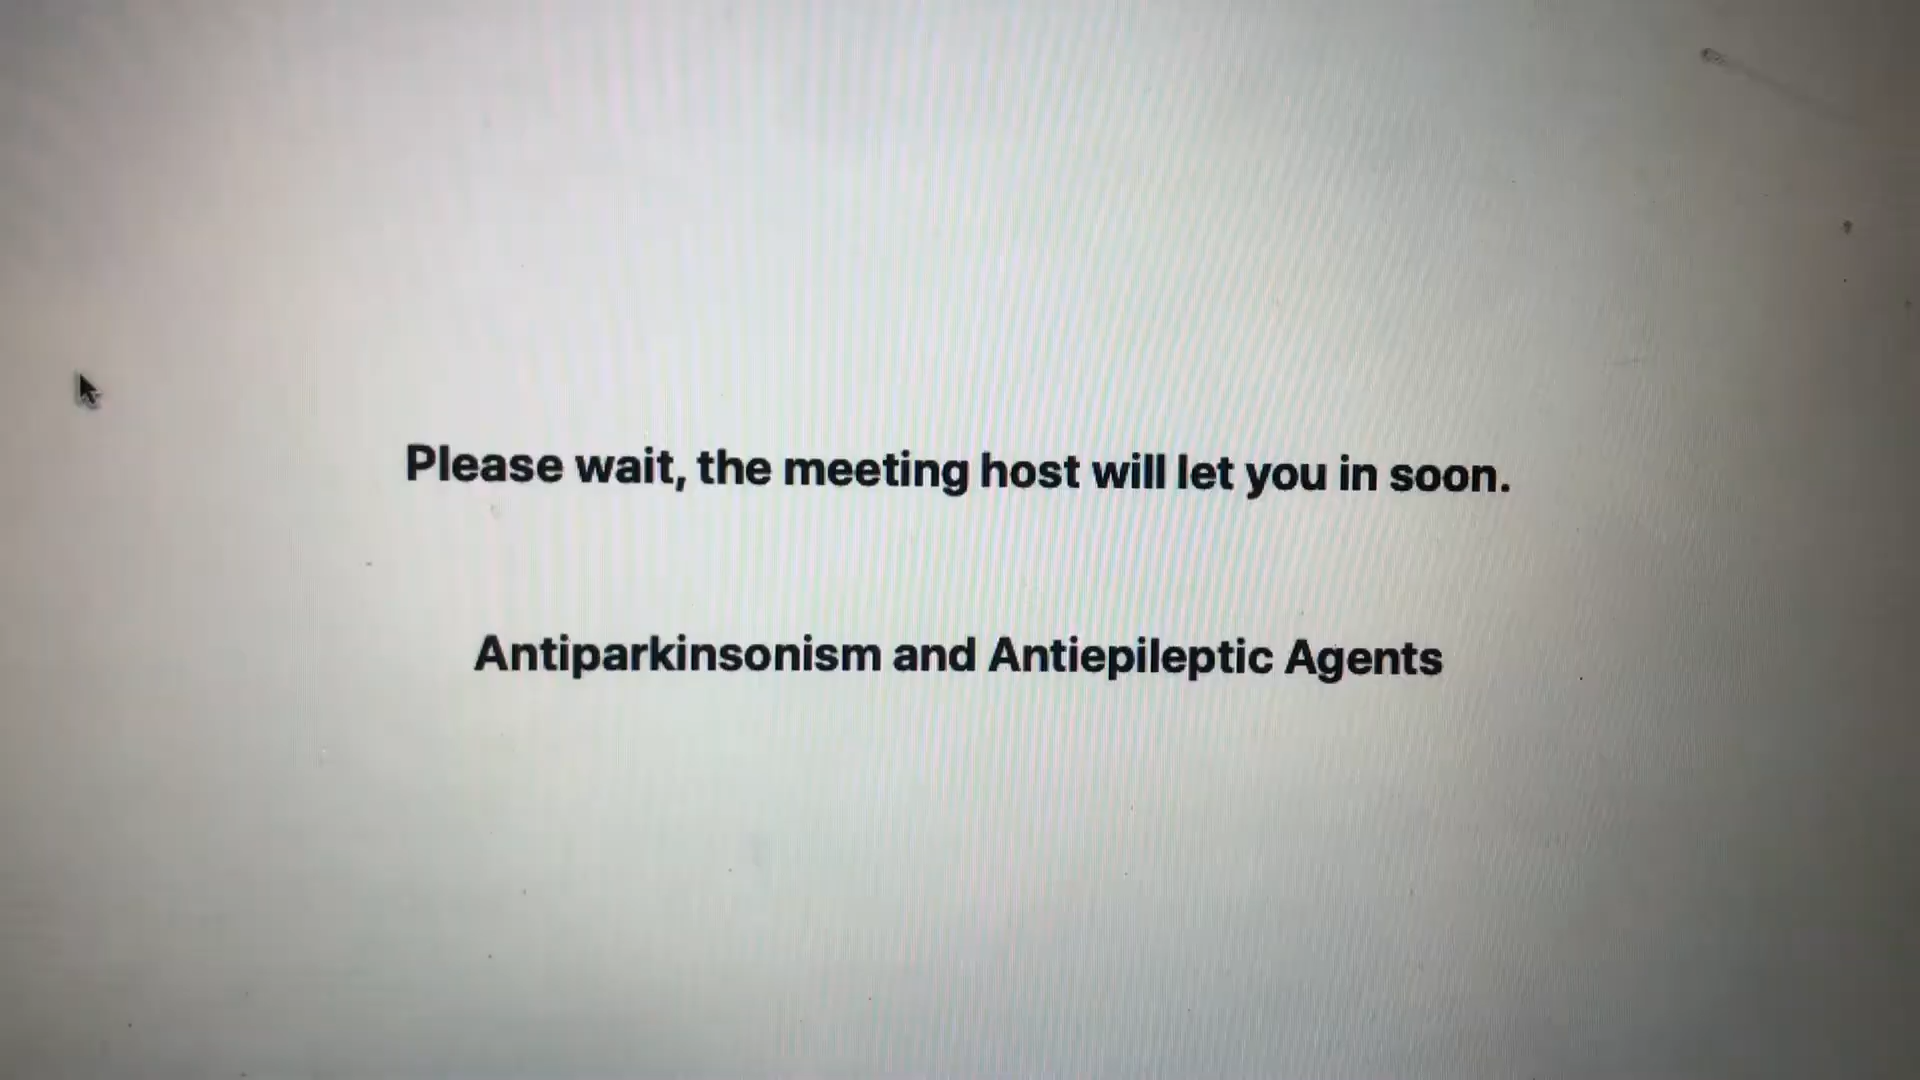 Please wait, the meeting host will let you in soon.
Antiparkinsonism and Antiepileptic Agents